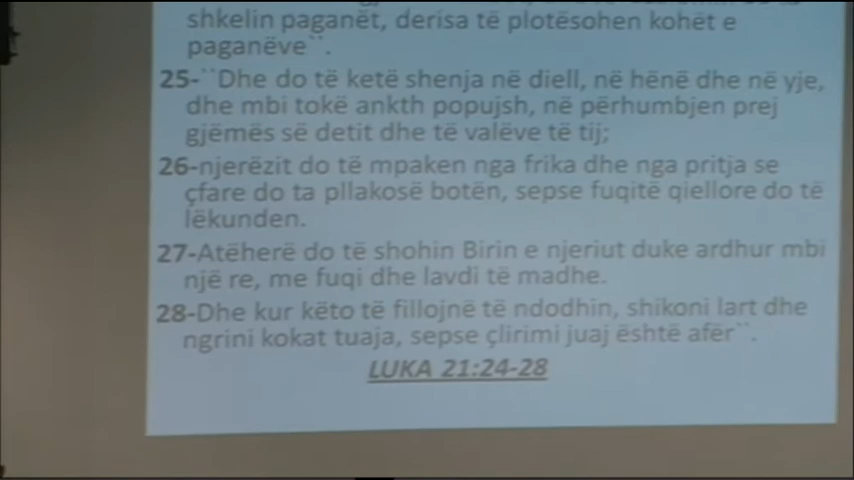 shkelin paganët, derisa të plotësohen kohët e
paganëve``.
25-``Dhe do të ketë shenja në diell, në hënë dhe në yje,
dhe mbi tokë ankth popujsh, në përhumbjen prej
gjëmës së detit dhe të valëve të tij;
26-njerëzit do të mpaken nga frika dhe nga pritja se
çfare do ta pllakosë botën, sepse fuqitë qiellore do të
lëkunden.
27-Atëherë do të shohin Birin e njeriut duke ardhur mbi
një re, me fuqi dhe lavdi të madhe.
28-Dhe kur këto të fillojnë të ndodhin, shikoni lart dhe
ngrini kokat tuaja, sepse çlirimi juaj është afër``.
LUKA 21:24-28